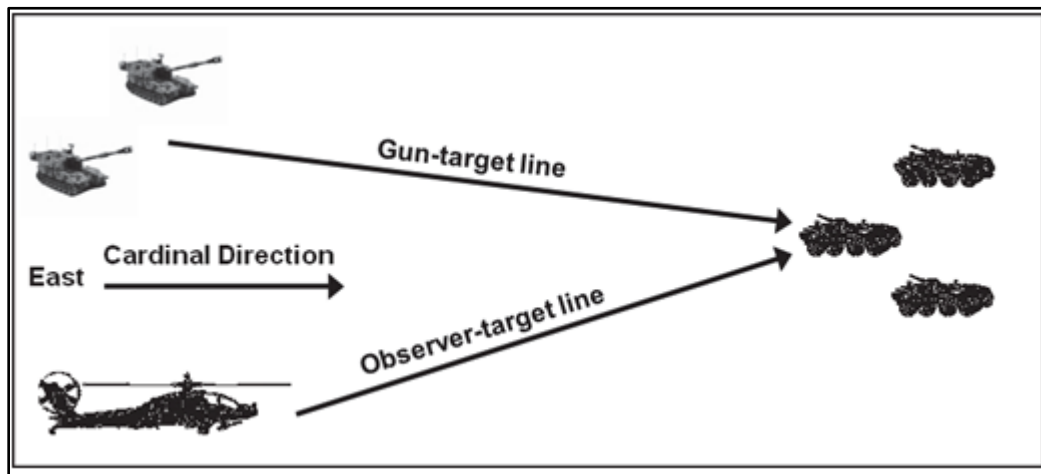 Gun-target line
Cardinal Direction
East
Observer-target line